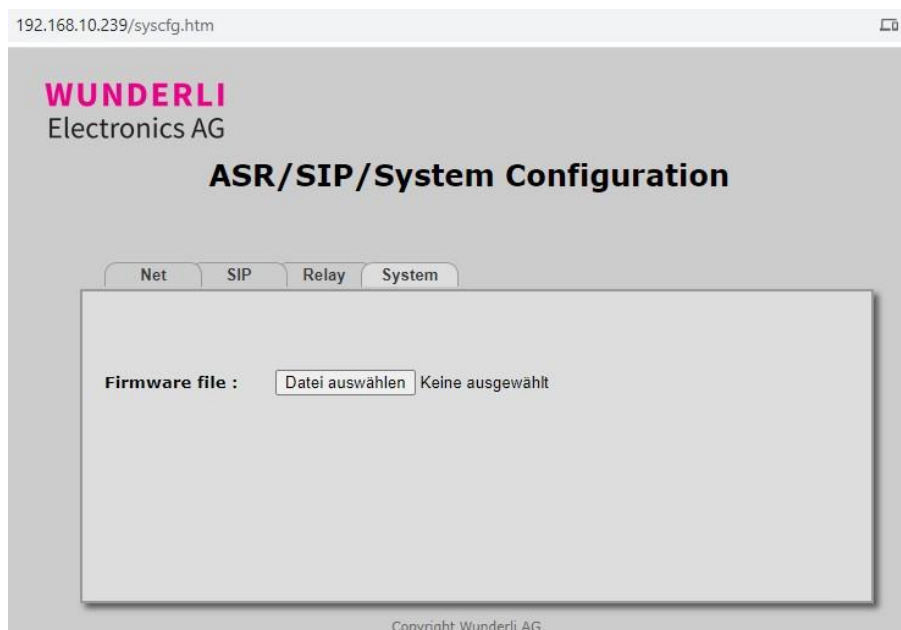 192.168.10.239/syscfg.htm
WUNDERLI
Electronics AG
ASR/SIP/System Configuration
Net SIP Relay System
Firmware file : Datei auswählen Keine ausgewählt
Copyright Wunderli AG